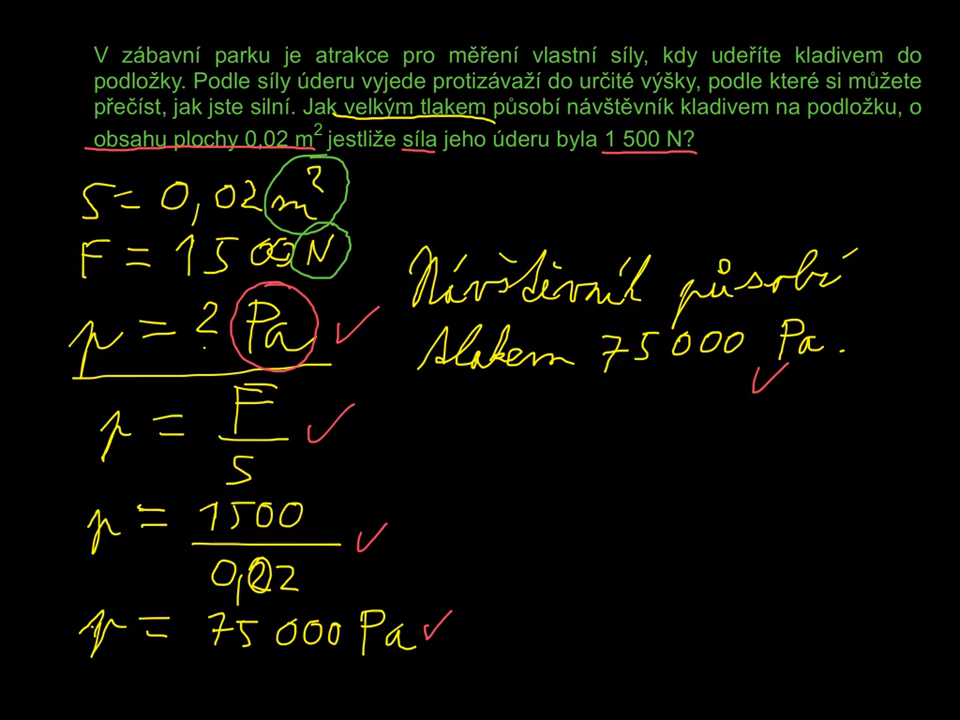 V zábavní parku je atrakce pro měření vlastní síly, kdy udeříte kladivem do
podložky. Podle síly úderu vyjede protizávaží do určité výšky, podle které si můžete
přečíst, jak jste silní. Jak velkým tlakem působí návštěvník kladivem na podložku, o
obsahu plochy 0,02 m² jestliže síla jeho úderu byla 1 500 N?
S = 0,02 m²
F = 1500 N
p = ? Pa
p = F/S
p = 1500/0,02
p = 75 000 Pa
Návštěvník působí
tlakem 75000 Pa.